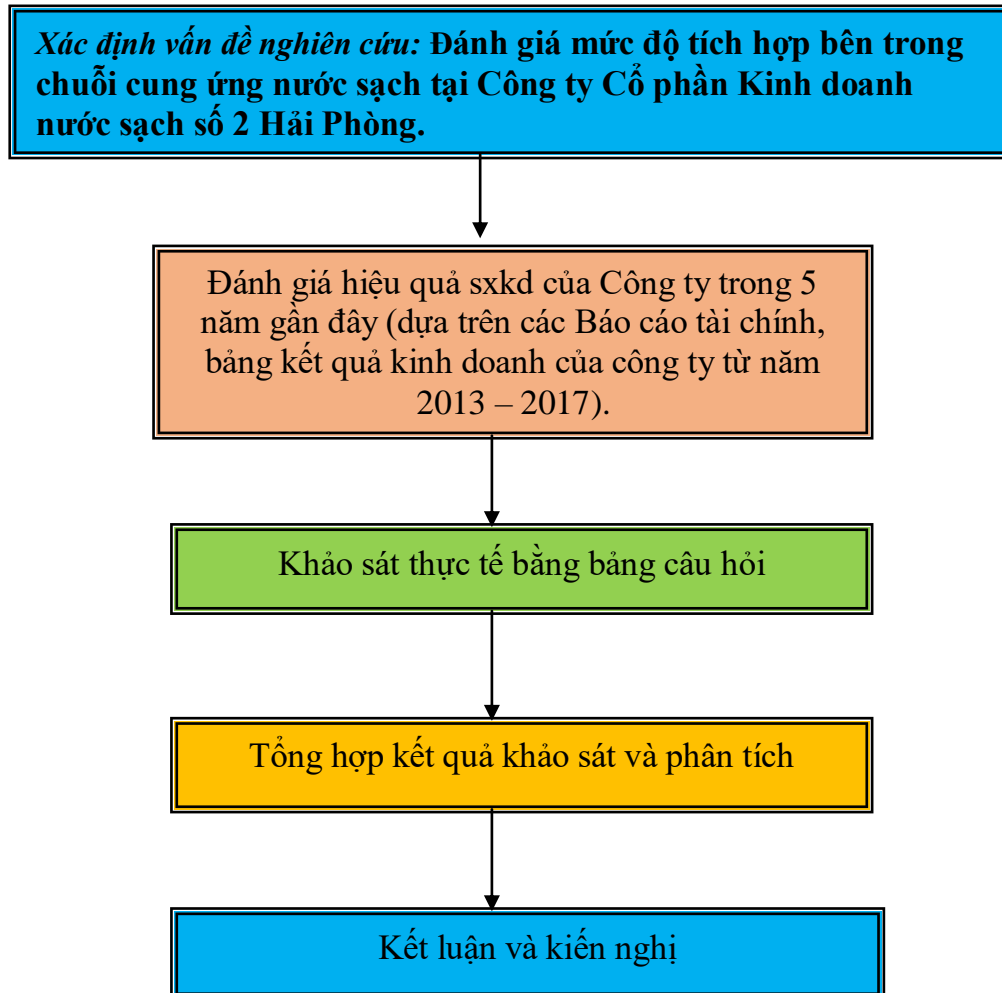 Xác định vấn đề nghiên cứu: Đánh giá mức độ tích hợp bên trong
chuỗi cung ứng nước sạch tại Công ty Cổ phần Kinh doanh
nước sạch số 2 Hải Phòng.
Đánh giá hiệu quả sxkd của Công ty trong 5
năm gần đây (dựa trên các Báo cáo tài chính,
bảng kết quả kinh doanh của công ty từ năm
2013 – 2017).
Khảo sát thực tế bằng bảng câu hỏi
Tổng hợp kết quả khảo sát và phân tích
Kết luận và kiến nghị